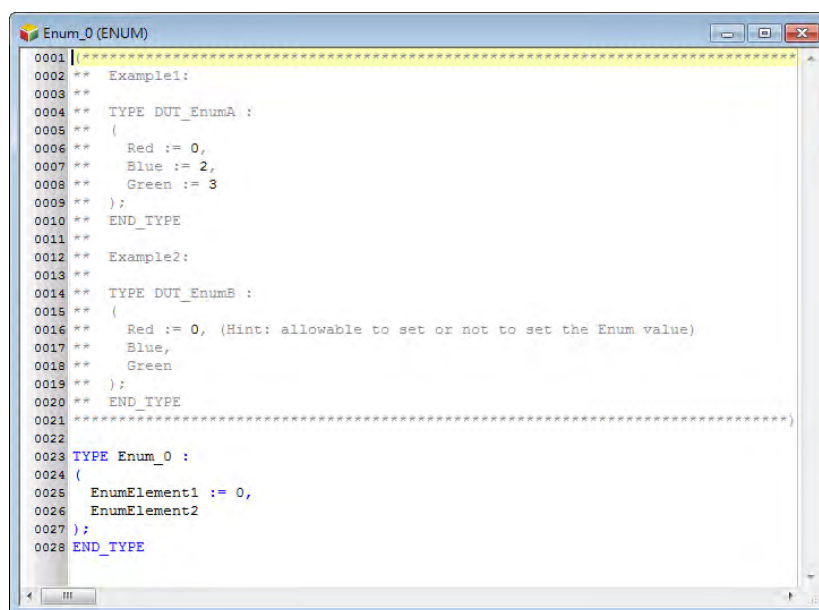 Enum_0 (ENUM)
0001 (*******************************************************************************
0002 **  Example1:
0003 **
0004 **  TYPE DUT_EnumA :
0005 **  (
0006 **    Red := 0,
0007 **    Blue := 2,
0008 **    Green := 3
0009 **  );
0010 **  END_TYPE
0011 **
0012 **  Example2:
0013 **
0014 **  TYPE DUT_EnumB :
0015 **  (
0016 **    Red := 0, (Hint: allowable to set or not to set the Enum value)
0017 **    Blue,
0018 **    Green
0019 **  );
0020 **  END_TYPE
0021 *******************************************************************************)
0022
0023 TYPE Enum_0 :
0024 (
0025   EnumElement1 := 0,
0026   EnumElement2
0027 );
0028 END_TYPE